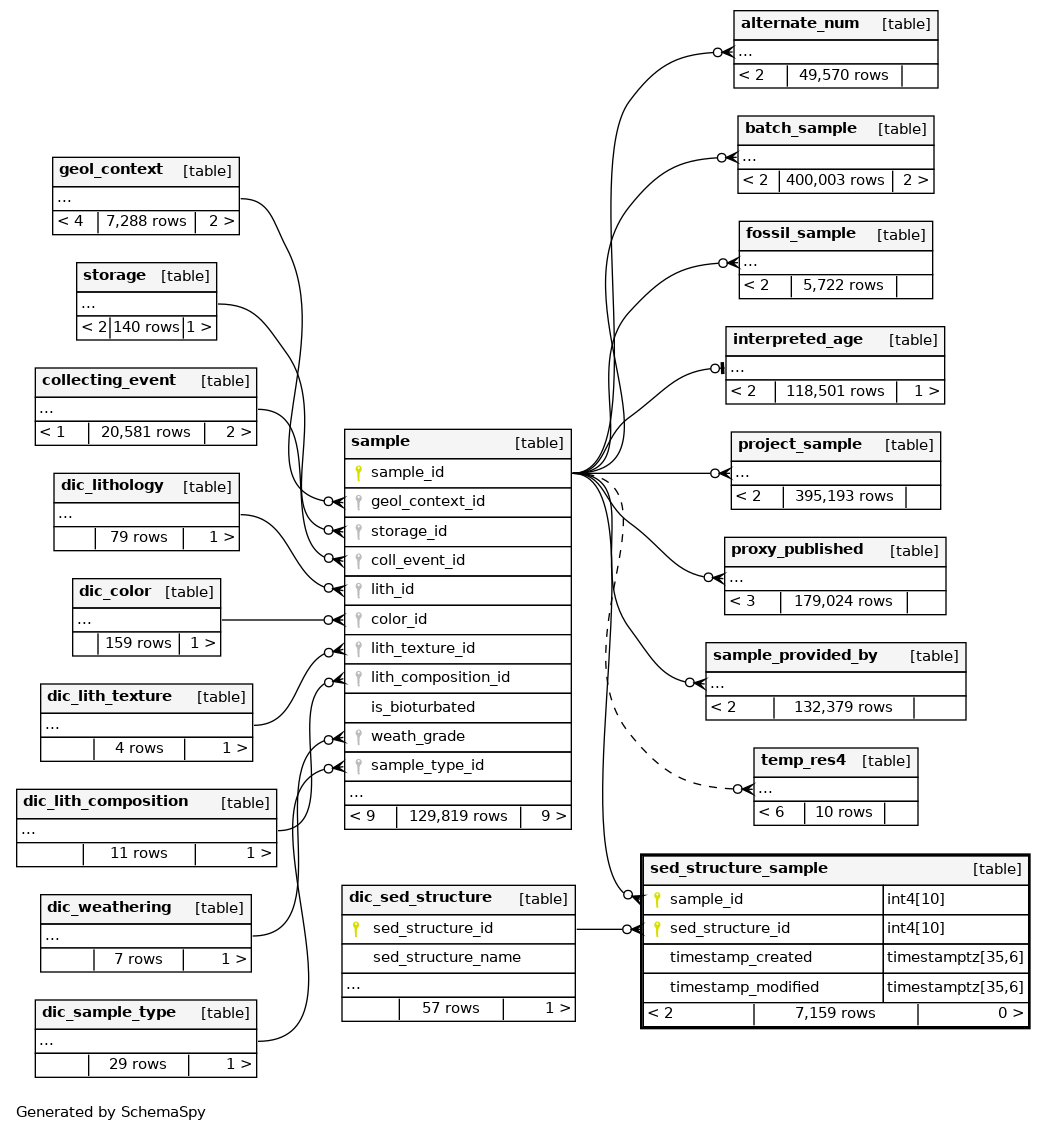 alternate_num [table]
...
< 2 49,570 rows
batch_sample [table]
...
< 2 400,003 rows 2 >
fossil_sample [table]
...
< 2 5,722 rows
interpreted_age [table]
...
< 2 118,501 rows 1 >
project_sample [table]
...
< 2 395,193 rows
proxy_published [table]
...
< 3 179,024 rows
sample_provided_by [table]
...
< 2 132,379 rows
temp_res4 [table]
...
< 6 10 rows
geol_context [table]
...
< 4 7,288 rows 2 >
storage [table]
...
< 2 140 rows 1 >
collecting_event [table]
...
< 1 20,581 rows 2 >
dic_lithology [table]
...
79 rows 1 >
dic_color [table]
...
159 rows 1 >
dic_lith_texture [table]
...
4 rows 1 >
dic_lith_composition [table]
...
11 rows 1 >
dic_weathering [table]
...
7 rows 1 >
dic_sample_type [table]
...
29 rows 1 >
sample [table]
sample_id
geol_context_id
storage_id
coll_event_id
lith_id
color_id
lith_texture_id
lith_composition_id
is_bioturbated
weath_grade
sample_type_id
...
< 9 129,819 rows 9 >
dic_sed_structure [table]
sed_structure_id
sed_structure_name
...
57 rows 1 >
sed_structure_sample [table]
sample_id int4[10]
sed_structure_id int4[10]
timestamp_created timestamptz[35,6]
timestamp_modified timestamptz[35,6]
< 2 7,159 rows 0 >
Generated by SchemaSpy